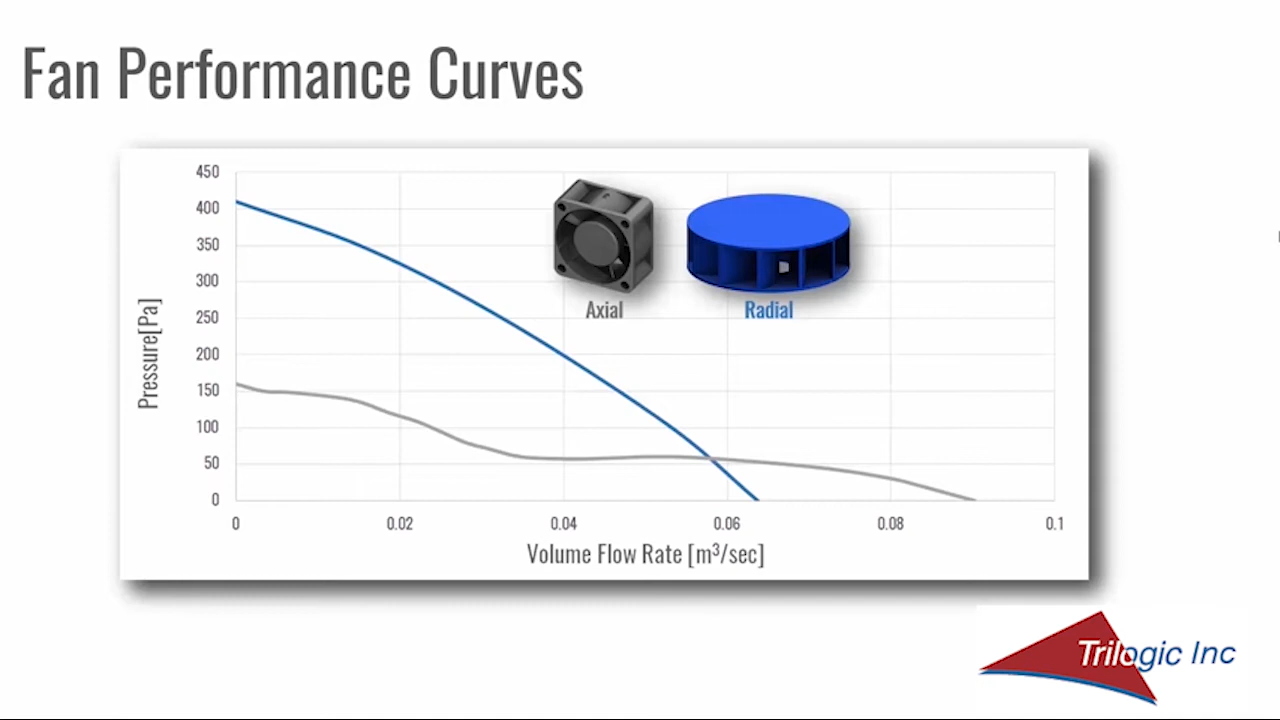 Fan Performance Curves
450
400
350
300
250
200
150
100
50
0
Pressure[Pa]
Axial
Radial
0 0.02 0.04 0.06 0.08 0.1
Volume Flow Rate [m³/sec]
Trilogic Inc